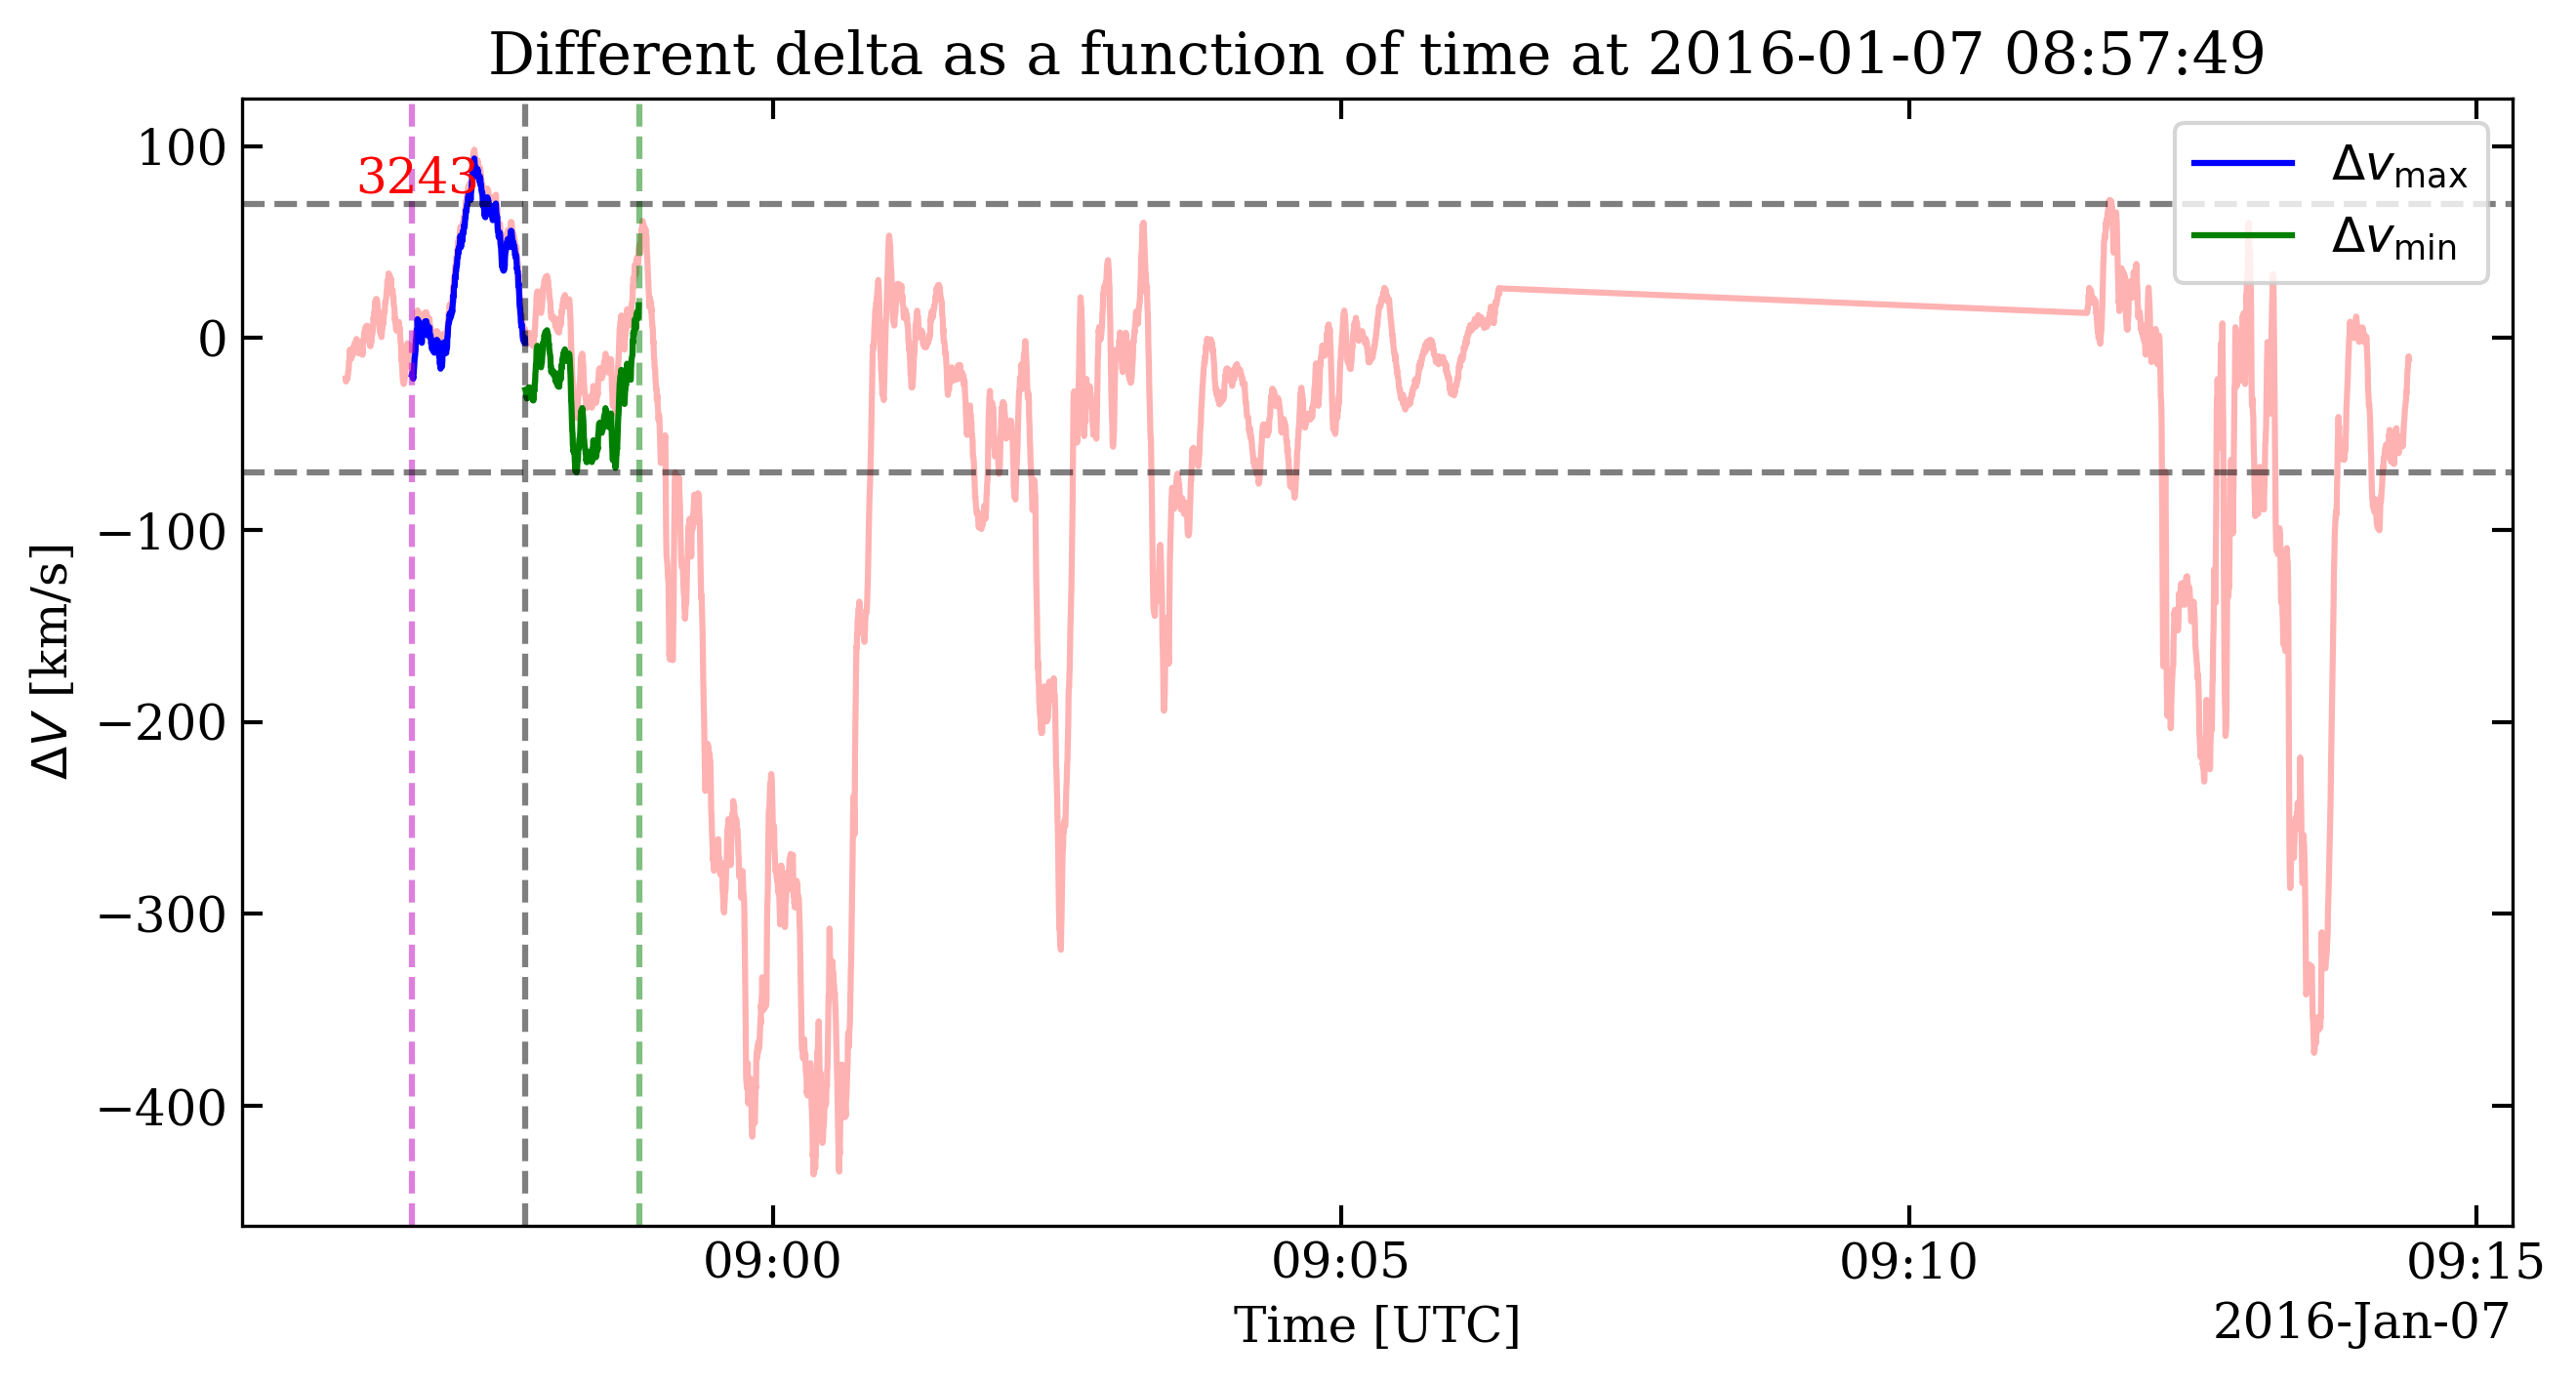 Different delta as a function of time at 2016-01-07 08:57:49
3243
Δv_max
Δv_min
100
0
−100
−200
−300
−400
ΔV [km/s]
09:00
09:05
09:10
09:15
Time [UTC]
2016-Jan-07